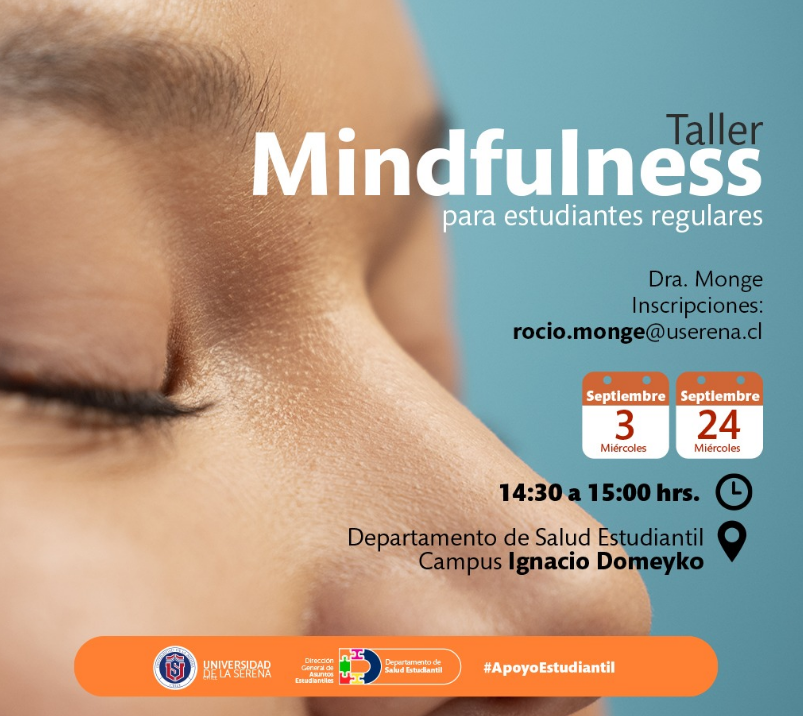 Taller
Mindfulness
para estudiantes regulares
Dra. Monge
Inscripciones:
rocio.monge@userena.cl
Septiembre
3
Miércoles
Septiembre
24
Miércoles
14:30 a 15:00 hrs.
Departamento de Salud Estudiantil
Campus Ignacio Domeyko
UNIVERSIDAD
DE LA SERENA
CHILE
Dirección
General de
Asuntos
Estudiantiles
Departamento de
Salud Estudiantil
#ApoyoEstudiantil